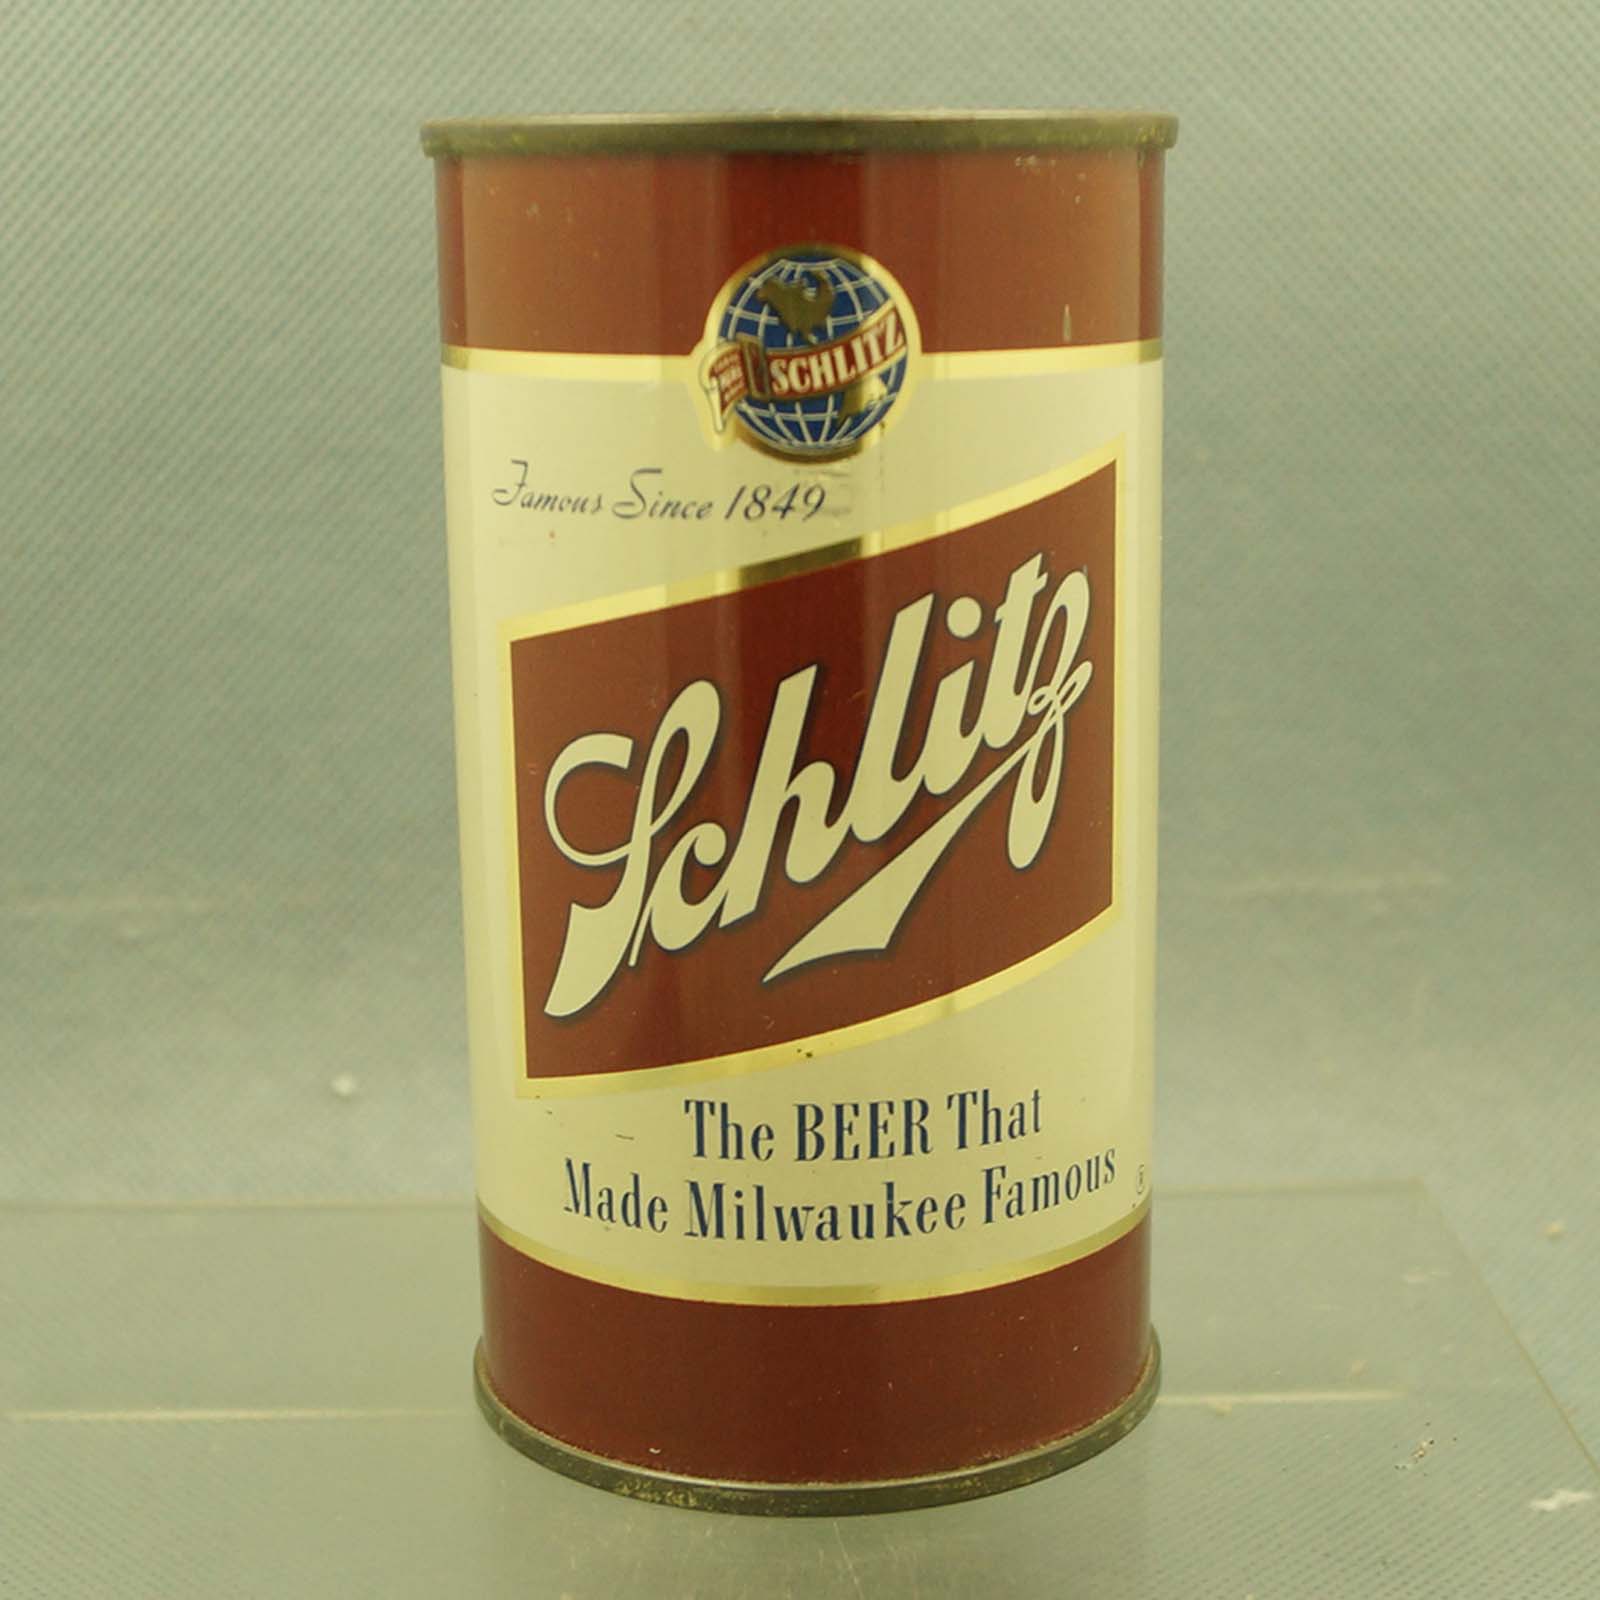 SCHLITZ
Famous Since 1849
Schlitz
The BEER That
Made Milwaukee Famous ®